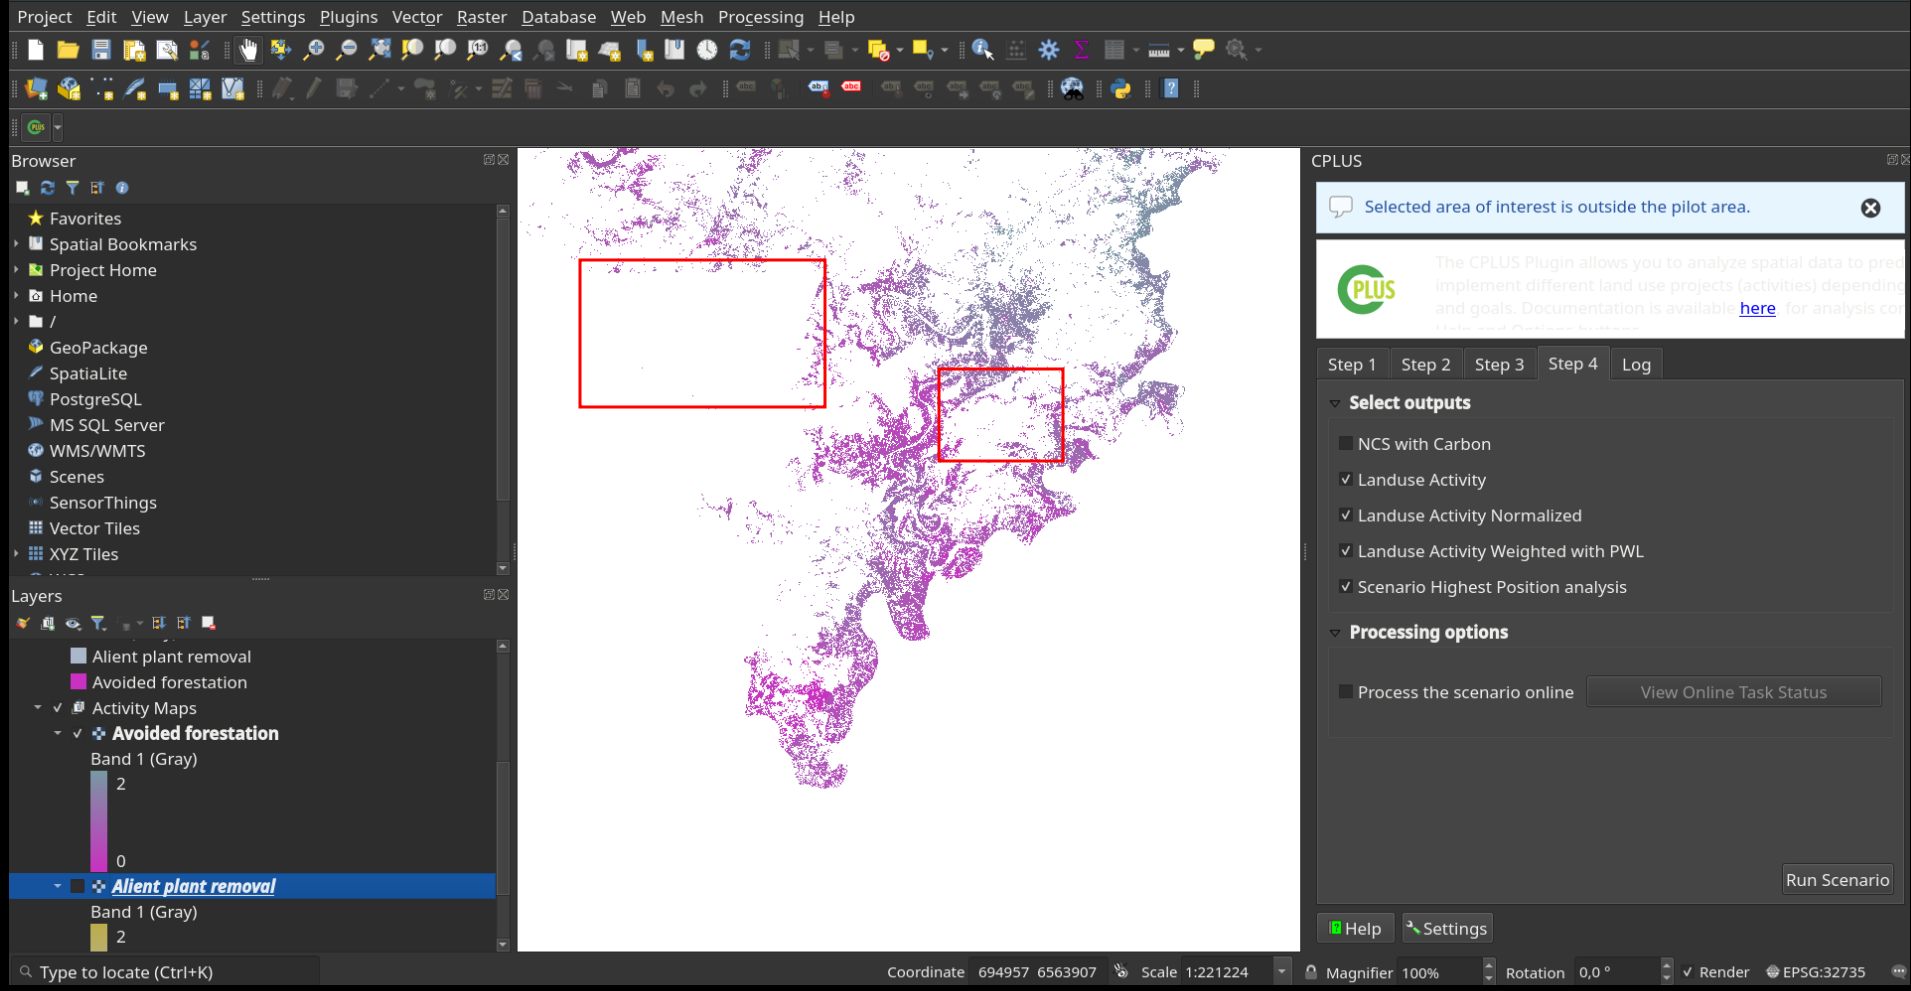 Project Edit View Layer Settings Plugins Vector Raster Database Web Mesh Processing Help
Browser
Favorites
Spatial Bookmarks
Project Home
Home
/
GeoPackage
SpatiaLite
PostgreSQL
MS SQL Server
WMS/WMTS
Scenes
SensorThings
Vector Tiles
XYZ Tiles
Layers
Alient plant removal
Avoided forestation
Activity Maps
Avoided forestation
Band 1 (Gray)
2
0
Alient plant removal
Band 1 (Gray)
2
CPLUS
Selected area of interest is outside the pilot area.
CPLUS
The CPLUS Plugin allows you to analyze spatial data to pred
implement different land use projects (activities) depending
and goals. Documentation is available here, for analysis cor
Step 1 Step 2 Step 3 Step 4 Log
Select outputs
NCS with Carbon
Landuse Activity
Landuse Activity Normalized
Landuse Activity Weighted with PWL
Scenario Highest Position analysis
Processing options
Process the scenario online View Online Task Status
Run Scenario
Help Settings
Type to locate (Ctrl+K) Coordinate 694957 6563907 Scale 1:221224 Magnifier 100% Rotation 0,0 ° Render EPSG:32735